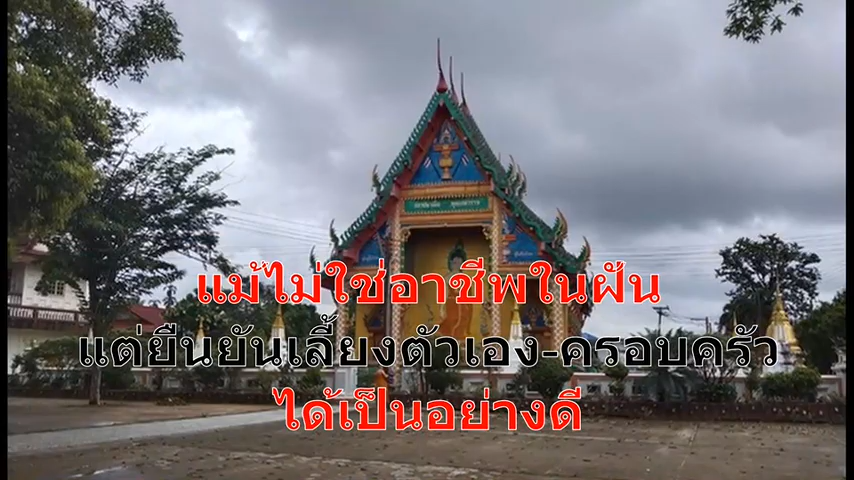 แม้ไม่ใช่อาชีพในฝัน
แต่ยืนยันเลี้ยงตัวเอง-ครอบครัว
ได้เป็นอย่างดี